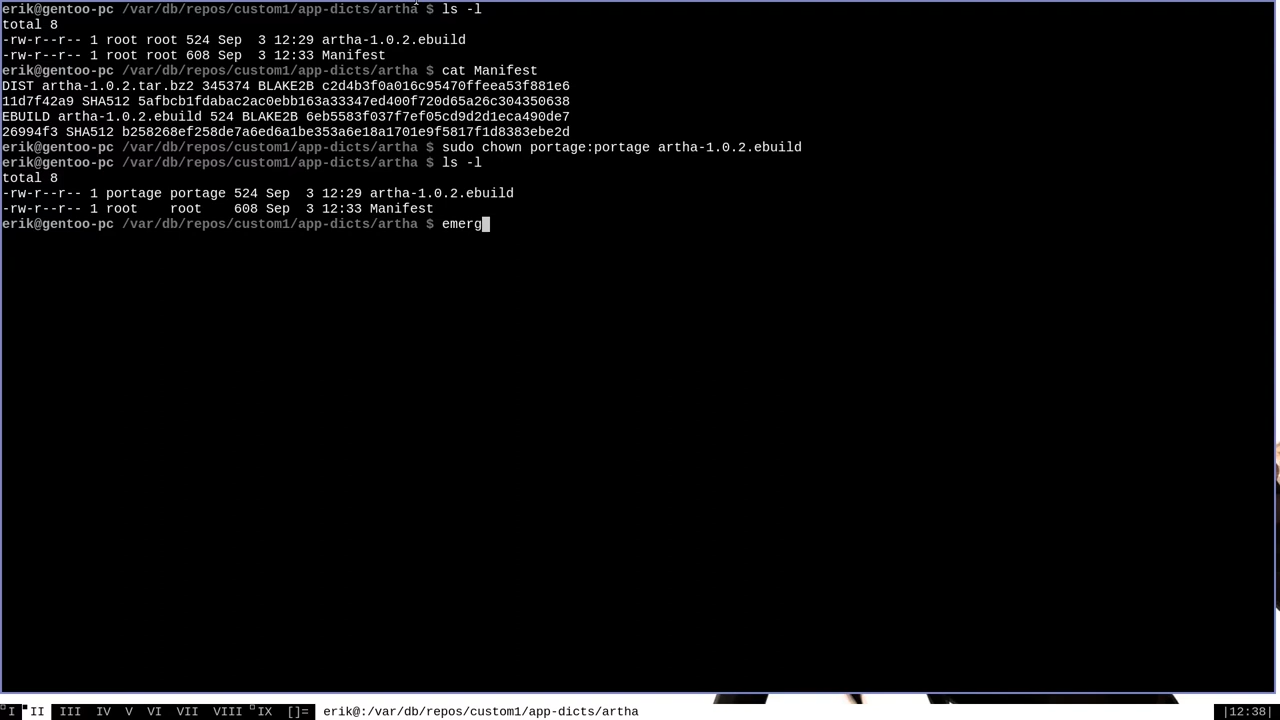 erik@gentoo-pc /var/db/repos/custom1/app-dicts/artha $ ls -l
total 8
-rw-r--r-- 1 root root 524 Sep  3 12:29 artha-1.0.2.ebuild
-rw-r--r-- 1 root root 608 Sep  3 12:33 Manifest
erik@gentoo-pc /var/db/repos/custom1/app-dicts/artha $ cat Manifest
DIST artha-1.0.2.tar.bz2 345374 BLAKE2B c2d4b3f0a016c95470ffeea53f881e6
11d7f42a9 SHA512 5afbcb1fdabac2ac0ebb163a33347ed400f720d65a26c304350638
EBUILD artha-1.0.2.ebuild 524 BLAKE2B 6eb5583f037f7ef05cd9d2d1eca490de7
26994f3 SHA512 b258268ef258de7a6ed6a1be353a6e18a1701e9f5817f1d8383ebe2d
erik@gentoo-pc /var/db/repos/custom1/app-dicts/artha $ sudo chown portage:portage artha-1.0.2.ebuild
erik@gentoo-pc /var/db/repos/custom1/app-dicts/artha $ ls -l
total 8
-rw-r--r-- 1 portage portage 524 Sep  3 12:29 artha-1.0.2.ebuild
-rw-r--r-- 1 root    root    608 Sep  3 12:33 Manifest
erik@gentoo-pc /var/db/repos/custom1/app-dicts/artha $ emerg
I II III IV V VI VII VIII IX []= erik@:/var/db/repos/custom1/app-dicts/artha |12:38|